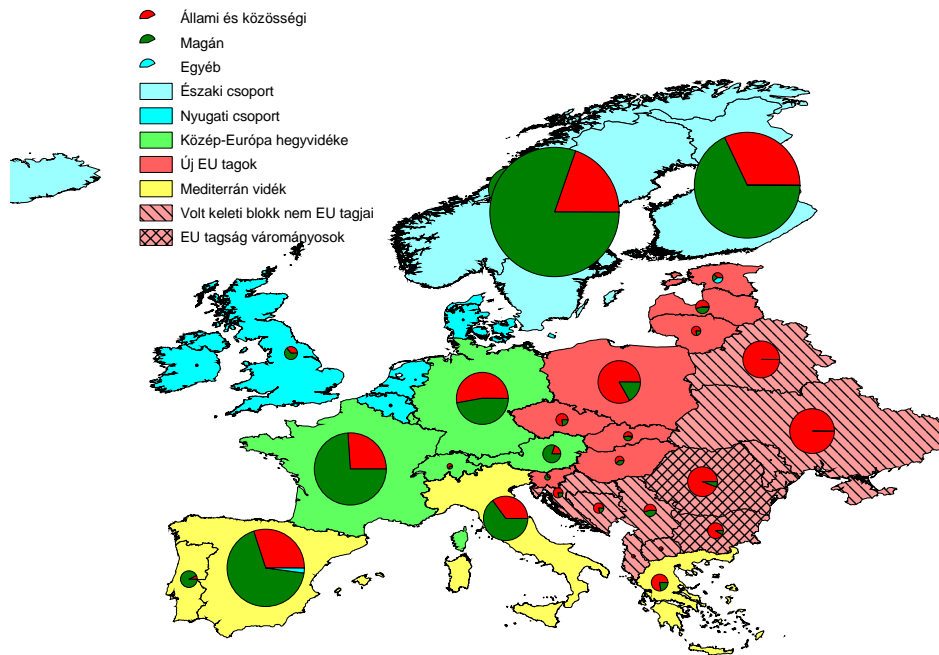 Állami és közösségi
Magán
Egyéb
Északi csoport
Nyugati csoport
Közép-Európa hegyvidéke
Új EU tagok
Mediterrán vidék
Volt keleti blokk nem EU tagjai
EU tagság várományosok